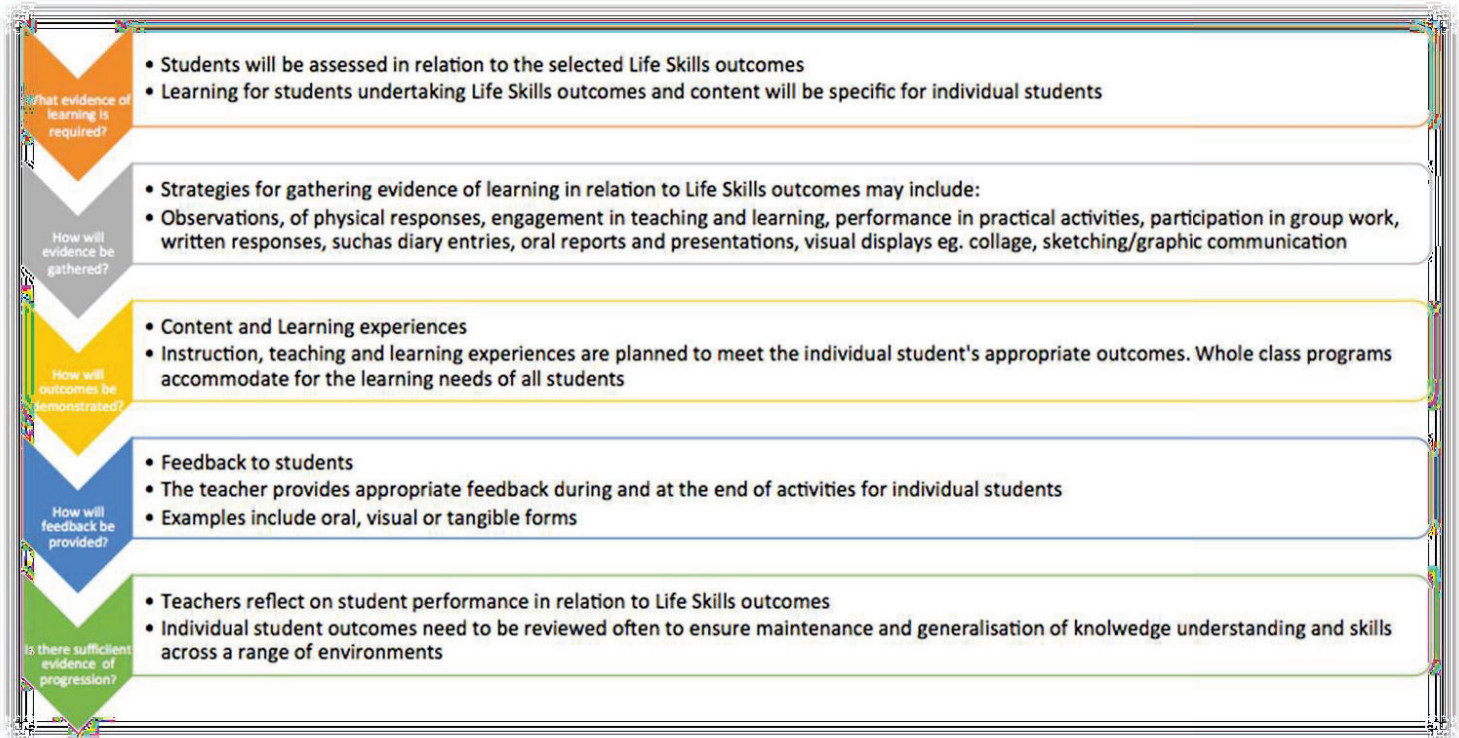 What evidence of
learning is
required?
• Students will be assessed in relation to the selected Life Skills outcomes
• Learning for students undertaking Life Skills outcomes and content will be specific for individual students
How will
evidence be
gathered?
• Strategies for gathering evidence of learning in relation to Life Skills outcomes may include:
• Observations, of physical responses, engagement in teaching and learning, performance in practical activities, participation in group work,
written responses, suchas diary entries, oral reports and presentations, visual displays eg. collage, sketching/graphic communication
How will
outcomes be
demonstrated?
• Content and Learning experiences
• Instruction, teaching and learning experiences are planned to meet the individual student's appropriate outcomes. Whole class programs
accommodate for the learning needs of all students
How will
feedback be
provided?
• Feedback to students
• The teacher provides appropriate feedback during and at the end of activities for individual students
• Examples include oral, visual or tangible forms
Is there sufficiient
evidence of
progression?
• Teachers reflect on student performance in relation to Life Skills outcomes
• Individual student outcomes need to be reviewed often to ensure maintenance and generalisation of knolwedge understanding and skills
across a range of environments